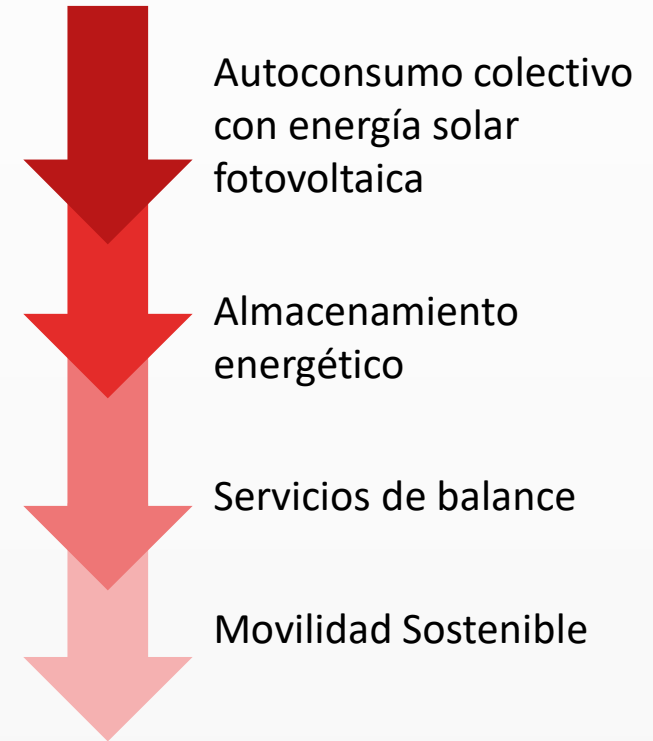 Autoconsumo colectivo
con energía solar
fotovoltaica
Almacenamiento
energético
Servicios de balance
Movilidad Sostenible